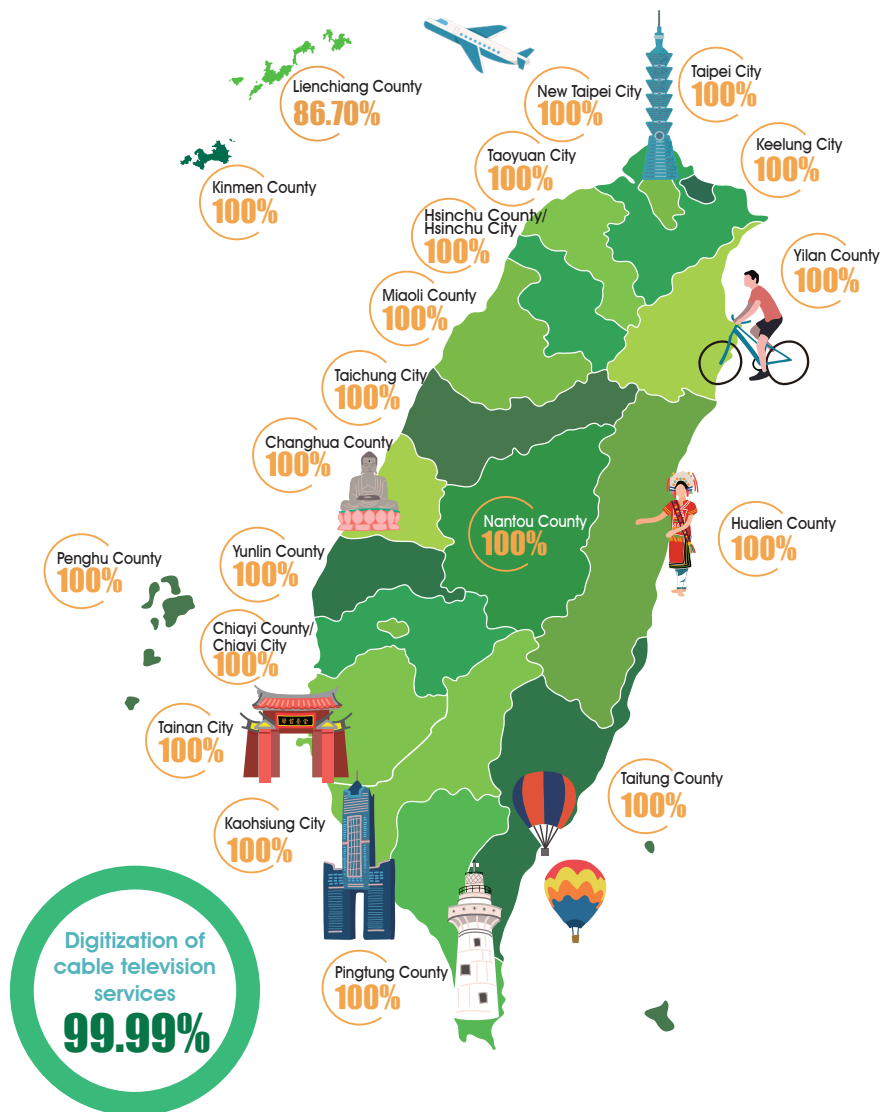 Lienchiang County
86.70%
New Taipei City
100%
Taipei City
100%
Taoyuan City
100%
Keelung City
100%
Kinmen County
100%
Hsinchu County/
Hsinchu City
100%
Yilan County
100%
Miaoli County
100%
Taichung City
100%
Changhua County
100%
Nantou County
100%
Hualien County
100%
Penghu County
100%
Yunlin County
100%
Chiayi County/
Chiayi City
100%
Tainan City
100%
Taitung County
100%
Kaohsiung City
100%
Pingtung County
100%
Digitization of
cable television
services
99.99%